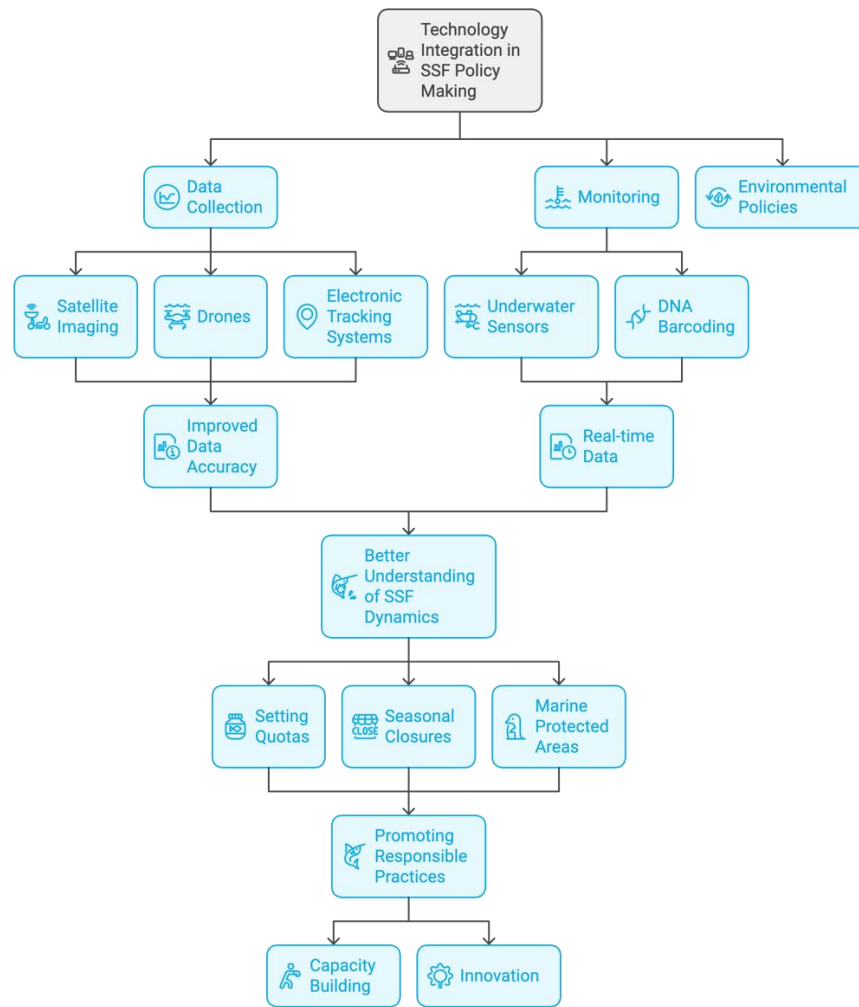 Technology
Integration in
SSF Policy
Making
Data
Collection
Monitoring
Environmental
Policies
Satellite
Imaging
Drones
Electronic
Tracking
Systems
Underwater
Sensors
DNA
Barcoding
Improved
Data
Accuracy
Real-time
Data
Better
Understanding
of SSF
Dynamics
Setting
Quotas
CLOSE
Seasonal
Closures
Marine
Protected
Areas
Promoting
Responsible
Practices
Capacity
Building
Innovation